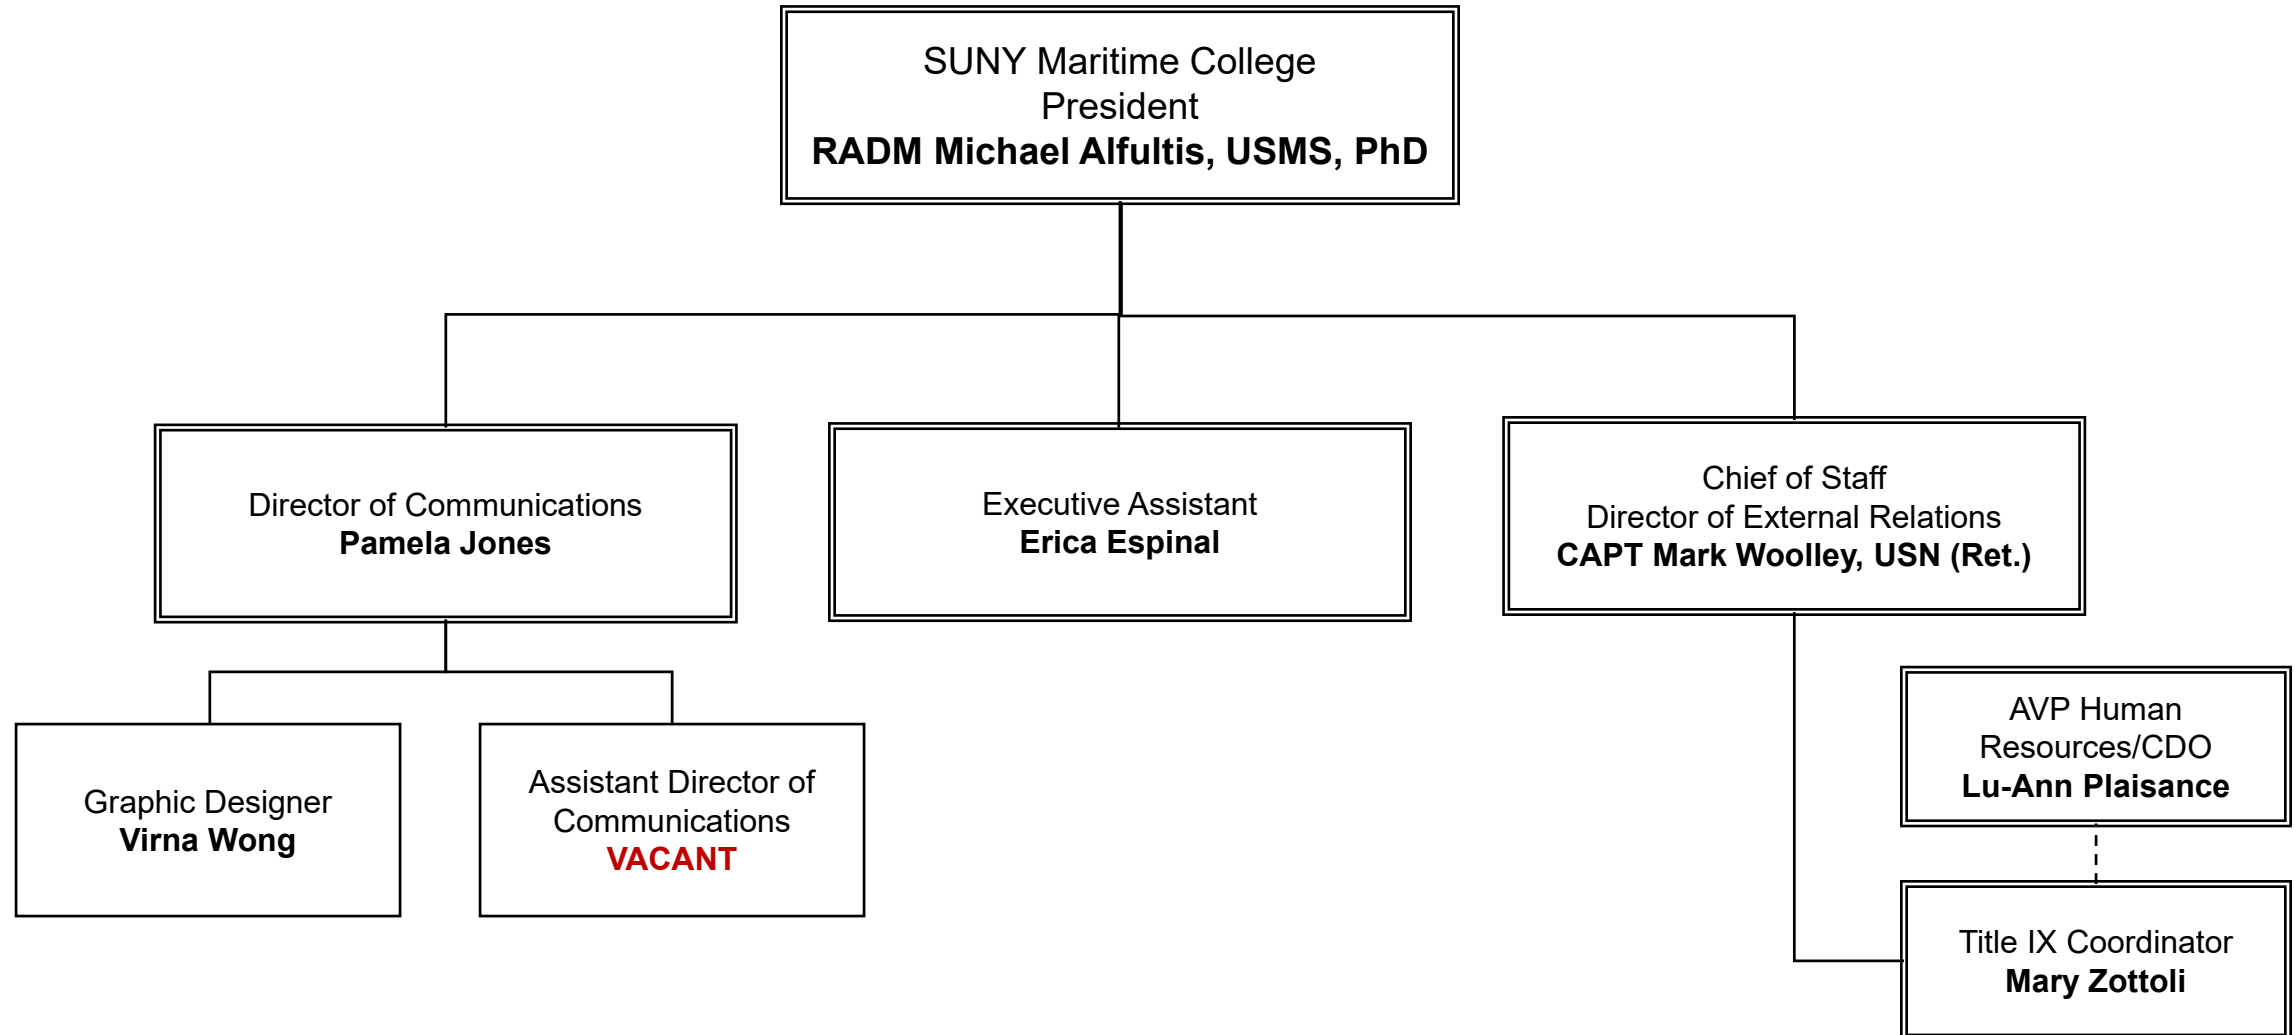 SUNY Maritime College
President
RADM Michael Alfultis, USMS, PhD
Director of Communications
Pamela Jones
Executive Assistant
Erica Espinal
Chief of Staff
Director of External Relations
CAPT Mark Woolley, USN (Ret.)
Graphic Designer
Virna Wong
Assistant Director of
Communications
VACANT
AVP Human
Resources/CDO
Lu-Ann Plaisance
Title IX Coordinator
Mary Zottoli